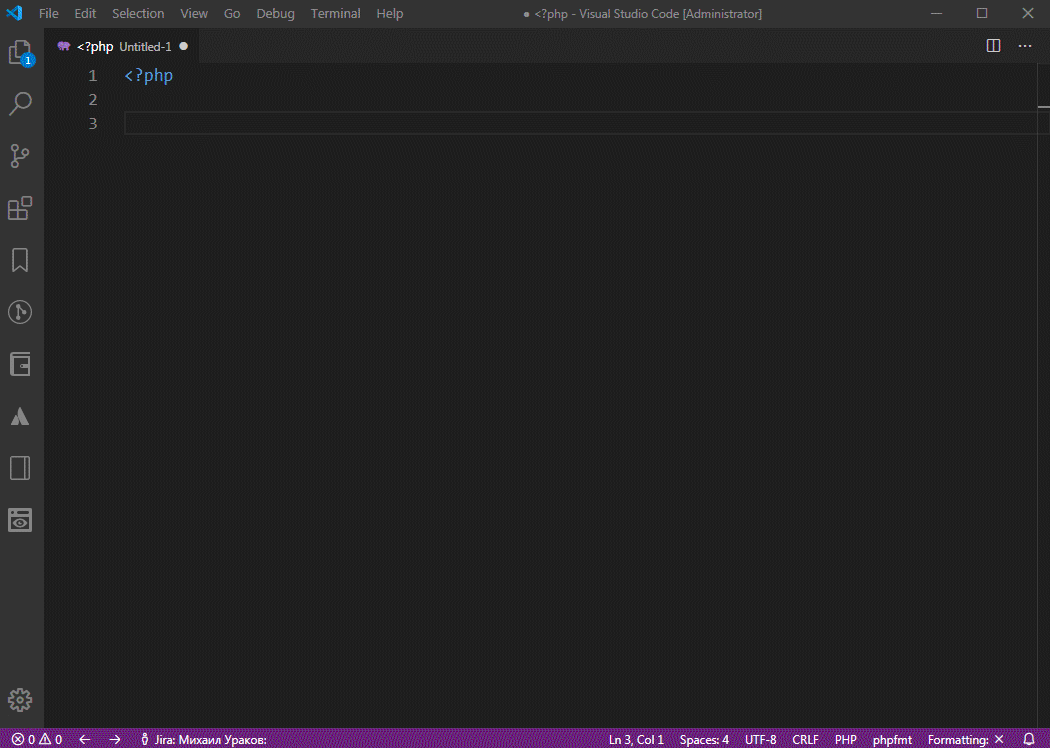 File Edit Selection View Go Debug Terminal Help ● <?php - Visual Studio Code [Administrator]
<?php Untitled-1 ●
1 <?php
2
3
1
0 0 Jira: Михаил Ураков: Ln 3, Col 1 Spaces: 4 UTF-8 CRLF PHP phpfmt Formatting: ✕